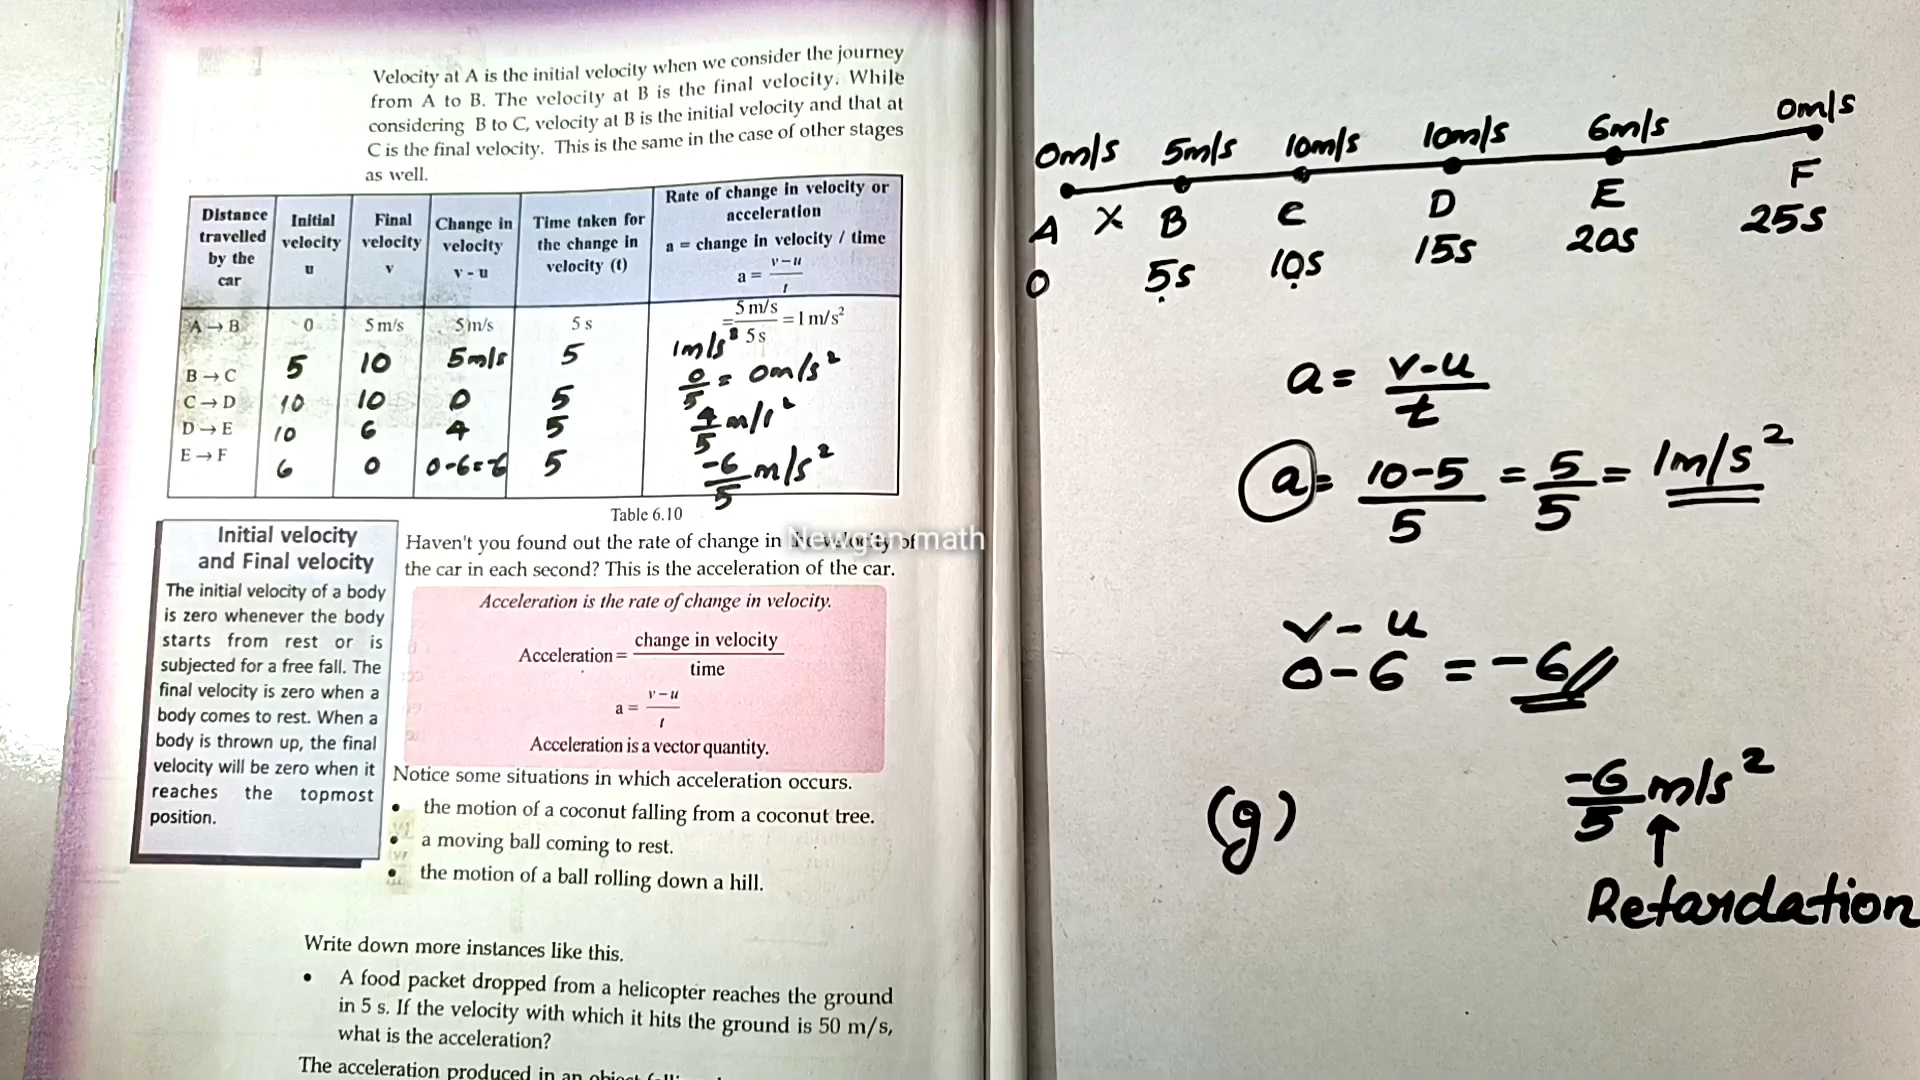 Velocity at A is the initial velocity when we consider the journey
from A to B. The velocity at B is the final velocity. While
considering B to C, velocity at B is the initial velocity and that at
C is the final velocity. This is the same in the case of other stages
as well.
Distance travelled by the car
Initial velocity u
Final velocity v
Change in velocity v - u
Time taken for the change in velocity (t)
Rate of change in velocity or acceleration
a = change in velocity / time
a = v-u / t
A → B 0 5 m/s 5 m/s 5 s = 5 m/s / 5 s = 1 m/s²
B → C 5 10 5m/s 5 1m/s²
C → D 10 10 0 5 0/5 = 0m/s²
D → E 10 6 4 5 4/5 m/s²
E → F 6 0 0-6=-6 5 -6/5 m/s²
Table 6.10
Initial velocity
and Final velocity
The initial velocity of a body
is zero whenever the body
starts from rest or is
subjected for a free fall. The
final velocity is zero when a
body comes to rest. When a
body is thrown up, the final
velocity will be zero when it
reaches the topmost
position.
Haven't you found out the rate of change in the velocity of
the car in each second? This is the acceleration of the car.
Newgen math
Acceleration is the rate of change in velocity.
Acceleration = change in velocity / time
a = v-u / t
Acceleration is a vector quantity.
Notice some situations in which acceleration occurs.
• the motion of a coconut falling from a coconut tree.
• a moving ball coming to rest.
• the motion of a ball rolling down a hill.
Write down more instances like this.
• A food packet dropped from a helicopter reaches the ground
in 5 s. If the velocity with which it hits the ground is 50 m/s,
what is the acceleration?
The acceleration produced in an object
0m/s 5m/s 10m/s 10m/s 6m/s 0m/s
A X B C D E F
0 5s 10s 15s 20s 25s
a = v-u / t
a = 10-5 / 5 = 5/5 = 1m/s²
v - u
0-6 = -6
(g)
-6/5 m/s²
↑
Retardation